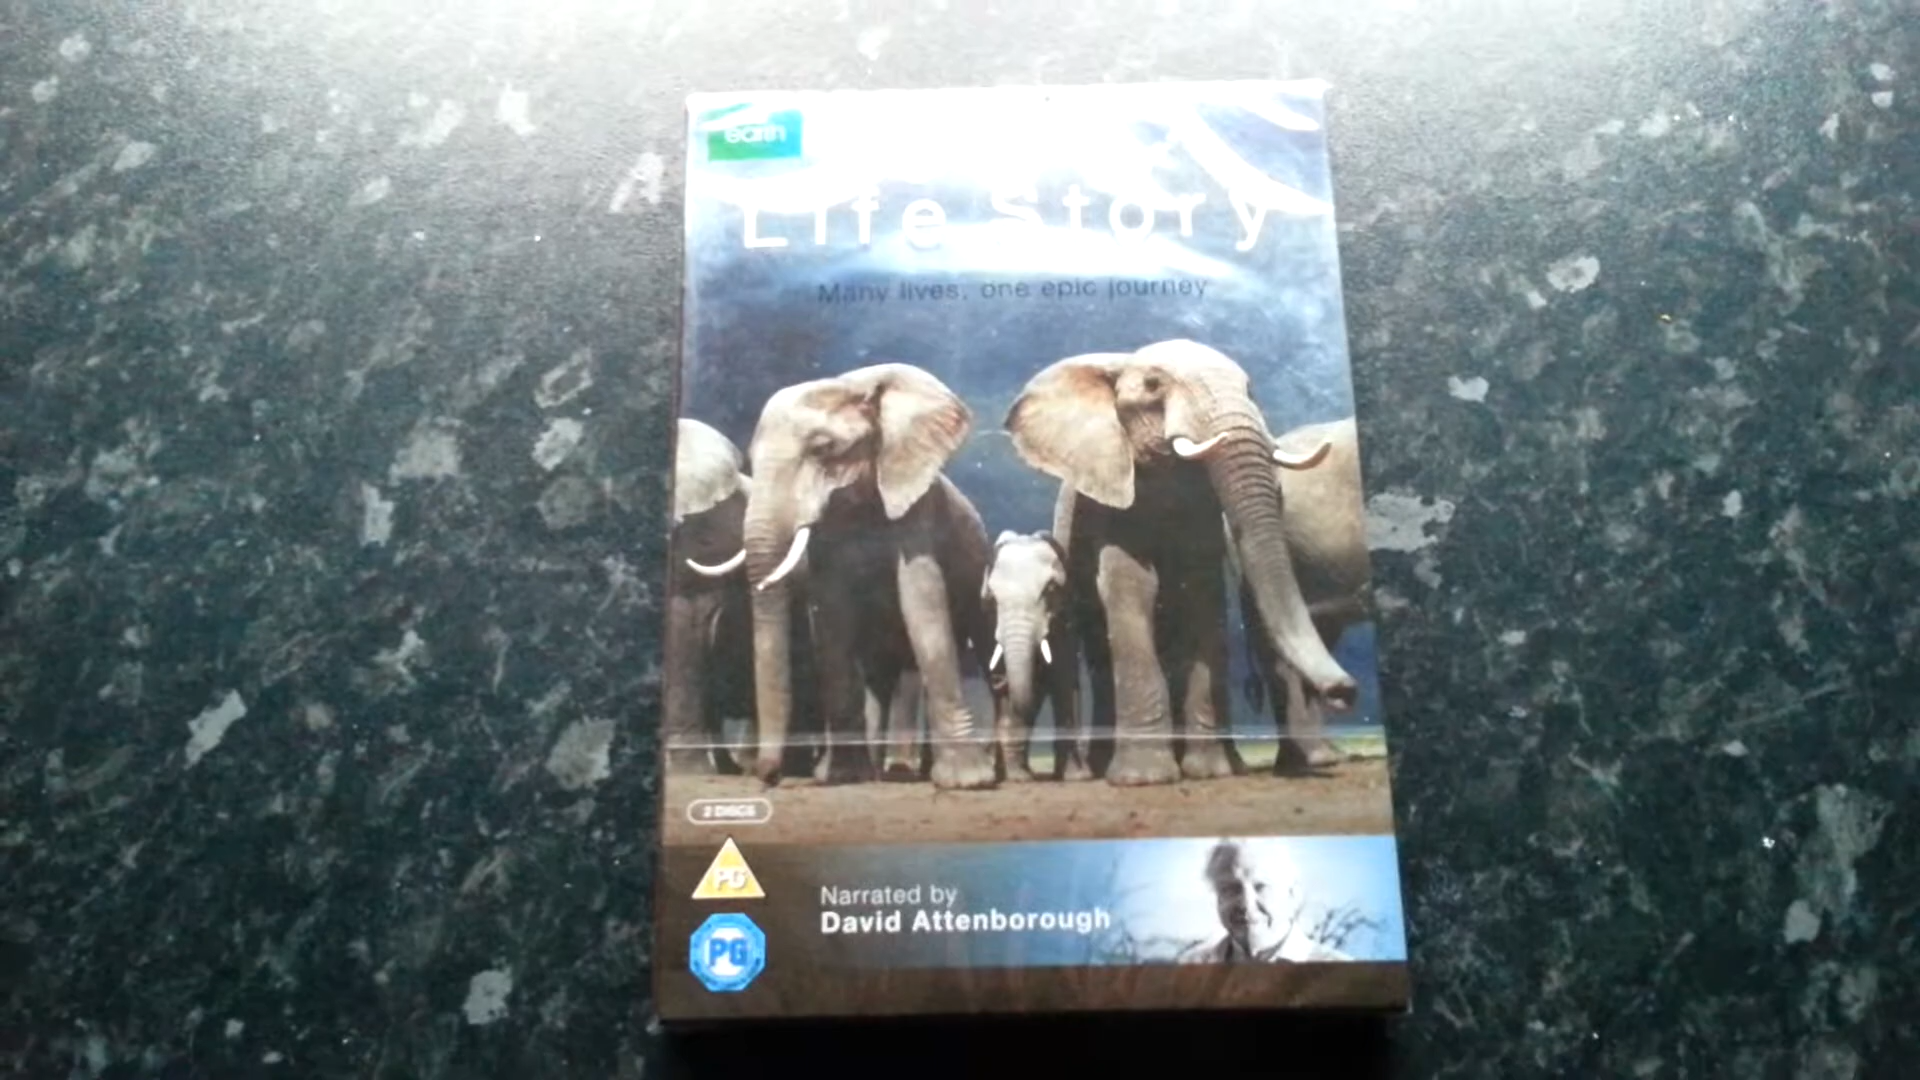 earth
Life Story
Many lives, one epic journey
2 DISCS
PG
PG
Narrated by
David Attenborough